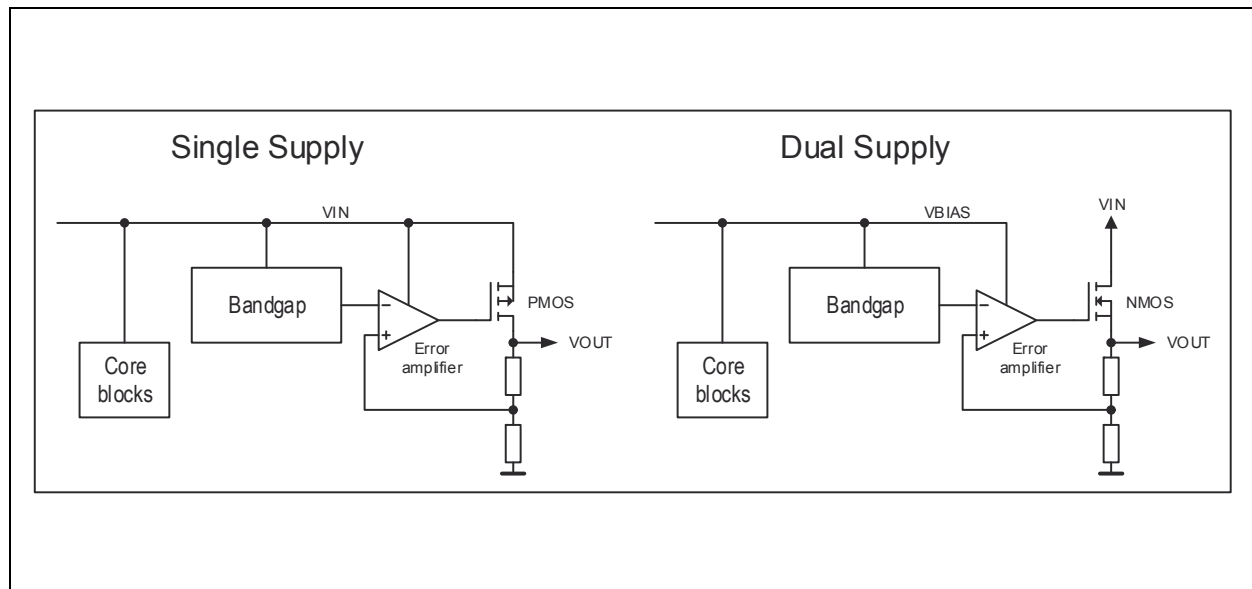 Single Supply
VIN
Bandgap
PMOS
Error
amplifier
VOUT
Core
blocks
Dual Supply
VBIAS
VIN
Bandgap
NMOS
Error
amplifier
VOUT
Core
blocks